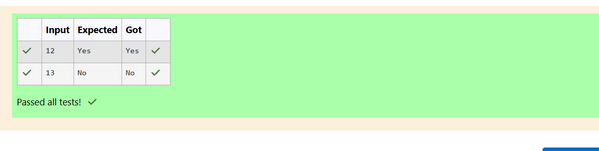 Input Expected Got
12 Yes Yes
13 No No
Passed all tests!